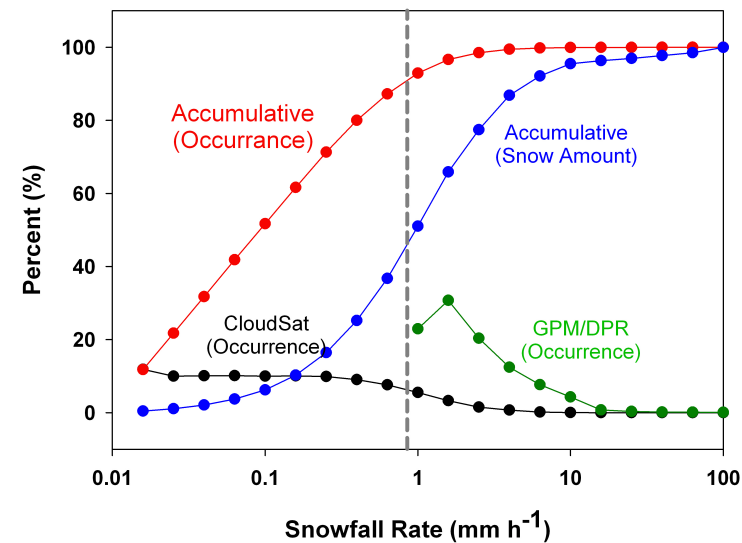 100
80
60
40
20
0
Percent (%)
Accumulative
(Occurrance)
Accumulative
(Snow Amount)
CloudSat
(Occurrence)
GPM/DPR
(Occurrence)
0.01 0.1 1 10 100
Snowfall Rate (mm h-1)